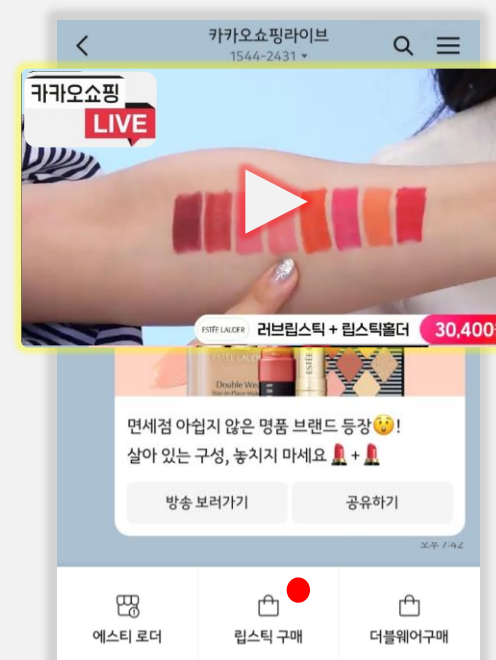 카카오쇼핑라이브
1544-2431
카카오쇼핑
LIVE
ESTĒE LAUDER 러브립스틱 + 립스틱홀더 30,400
Double We
Stay-in-Place
면세점 아쉽지 않은 명품 브랜드 등장😲!
살아 있는 구성, 놓치지 마세요💄+💄
방송 보러가기 공유하기
오후 7:42
에스티 로더 립스틱 구매 더블웨어구매